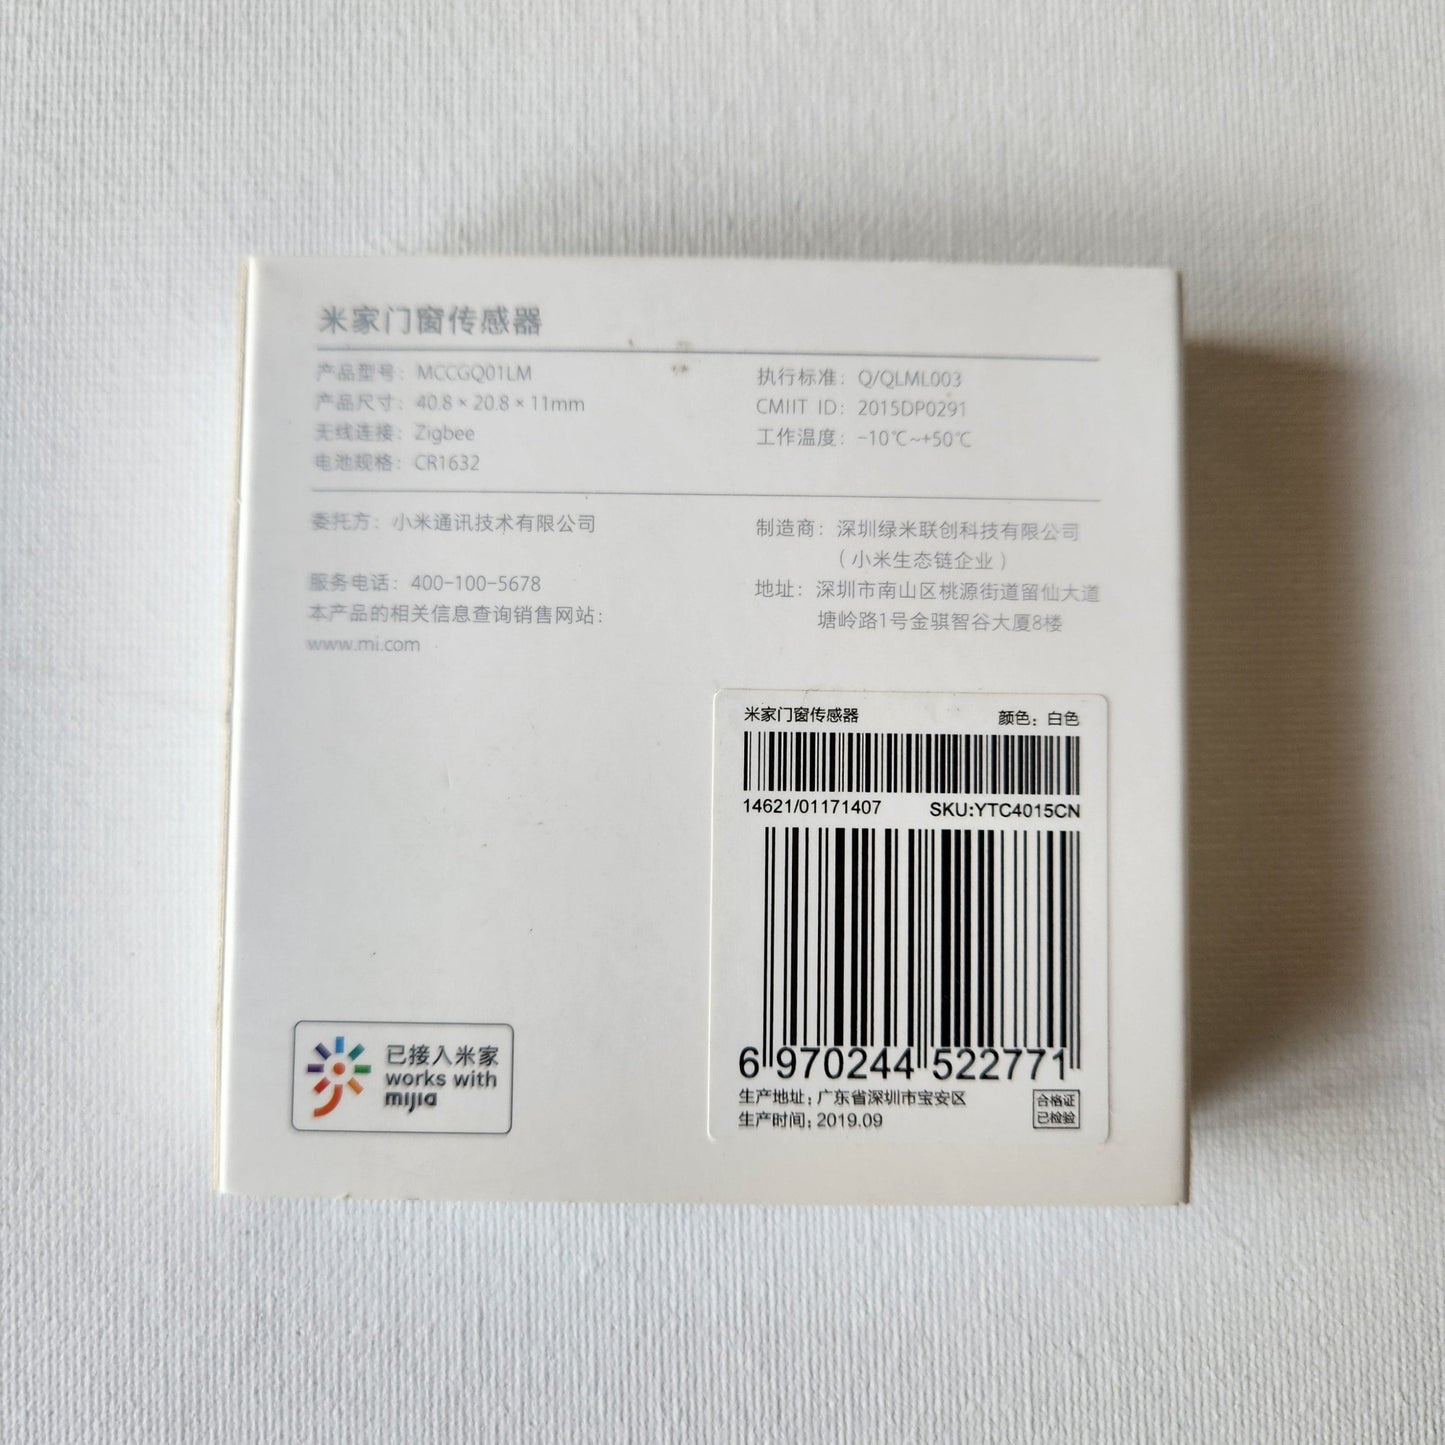 米家门窗传感器
产品型号：MCCGQ01LM
产品尺寸：40.8×20.8×11mm
无线连接：Zigbee
电池规格：CR1632
执行标准：Q/QLML003
CMIIT ID：2015DP0291
工作温度：-10℃~+50℃
委托方：小米通讯技术有限公司
服务电话：400-100-5678
本产品的相关信息查询销售网站：
www.mi.com
制造商：深圳绿米联创科技有限公司
（小米生态链企业）
地址：深圳市南山区桃源街道留仙大道
塘岭路1号金骐智谷大厦8楼
米家门窗传感器 颜色：白色
14621/01171407 SKU:YTC4015CN
6 970244 522771
生产地址：广东省深圳市宝安区
生产时间：2019.09
合格证
已检验
已接入米家
works with
mijia